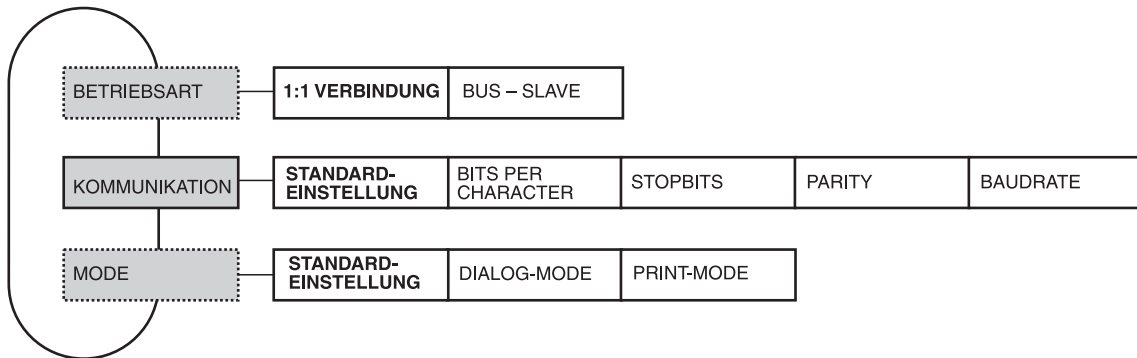 BETRIEBSART
1:1 VERBINDUNG
BUS – SLAVE
KOMMUNIKATION
STANDARD-
EINSTELLUNG
BITS PER
CHARACTER
STOPBITS
PARITY
BAUDRATE
MODE
STANDARD-
EINSTELLUNG
DIALOG-MODE
PRINT-MODE